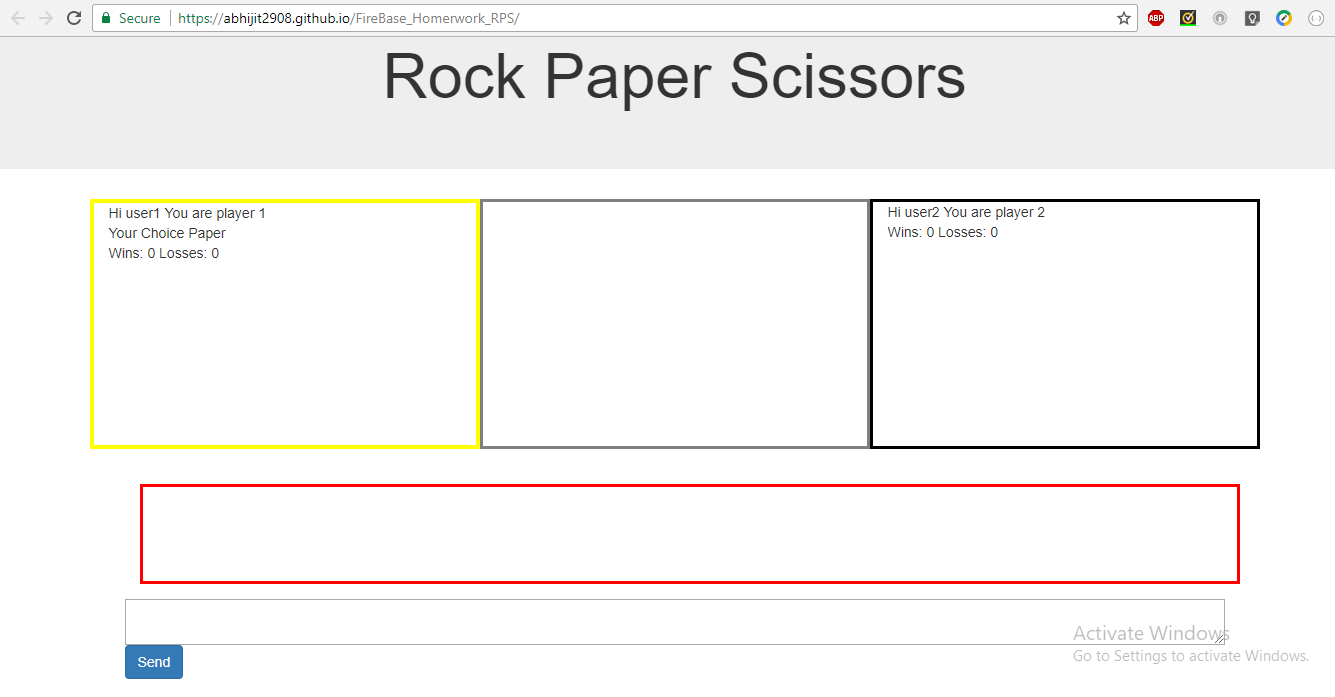 Secure https://abhijit2908.github.io/FireBase_Homerwork_RPS/
ABP
Rock Paper Scissors
Hi user1 You are player 1
Your Choice Paper
Wins: 0 Losses: 0
Hi user2 You are player 2
Wins: 0 Losses: 0
Send
Activate Windows
Go to Settings to activate Windows.